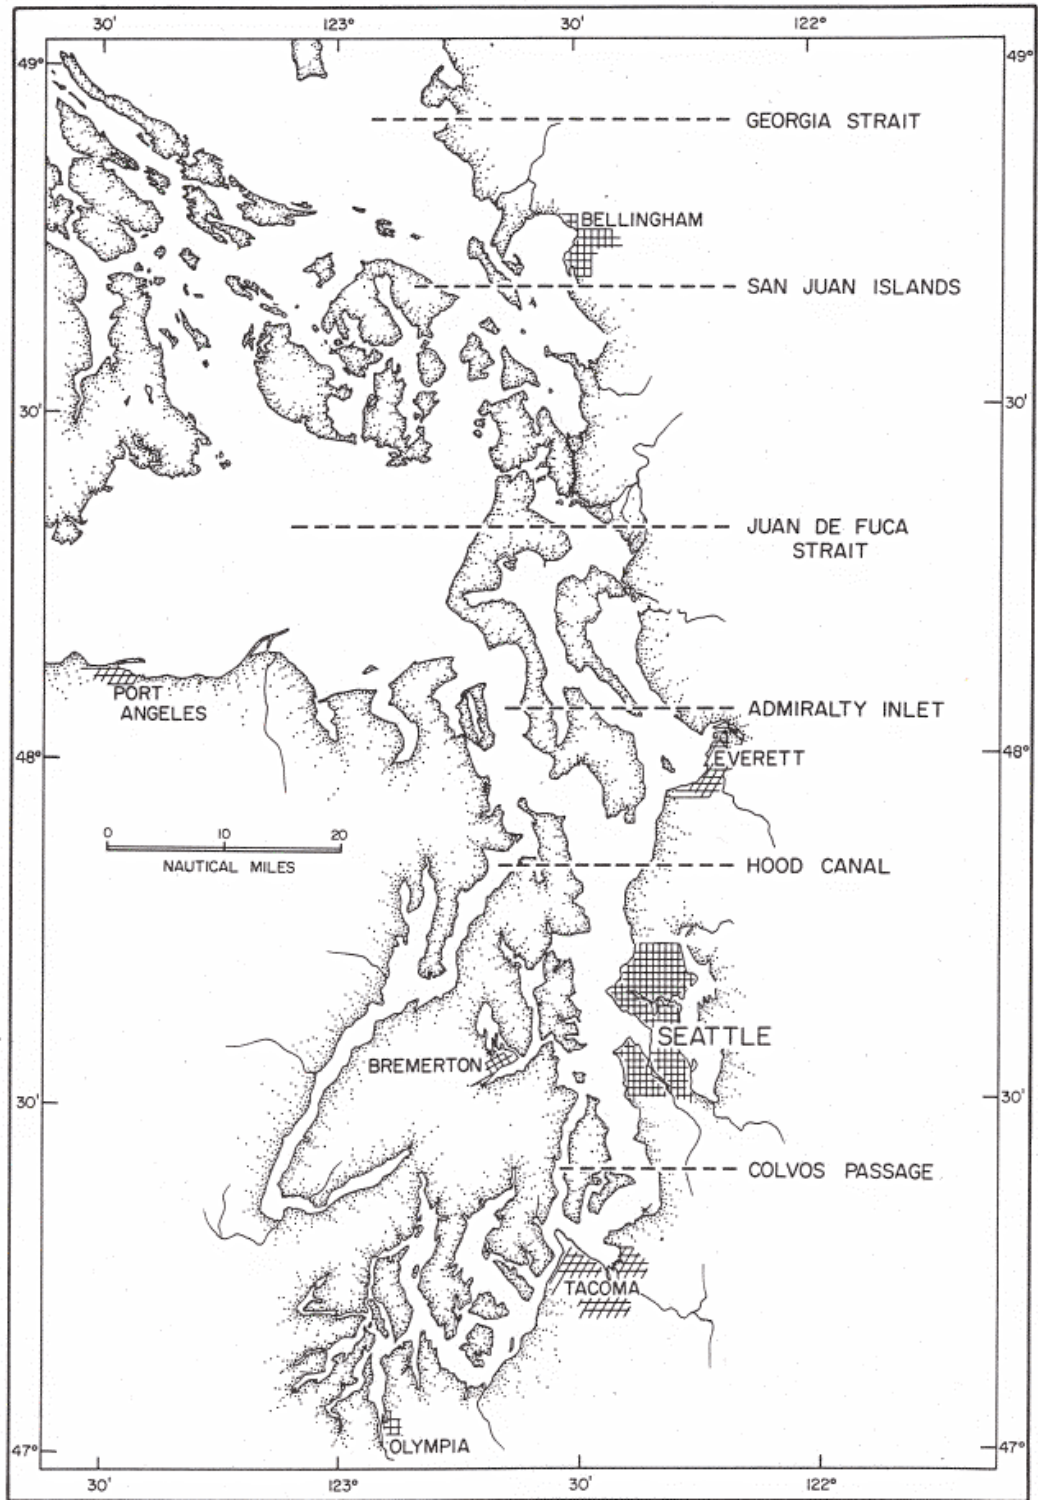 30' 123° 30' 122°
49° 49°
GEORGIA STRAIT
BELLINGHAM
SAN JUAN ISLANDS
30' 30'
JUAN DE FUCA
STRAIT
PORT
ANGELES
ADMIRALTY INLET
48° 48°
EVERETT
0 10 20
NAUTICAL MILES
HOOD CANAL
SEATTLE
BREMERTON
30' 30'
COLVOS PASSAGE
TACOMA
OLYMPIA
47° 47°
30' 123° 30' 122°